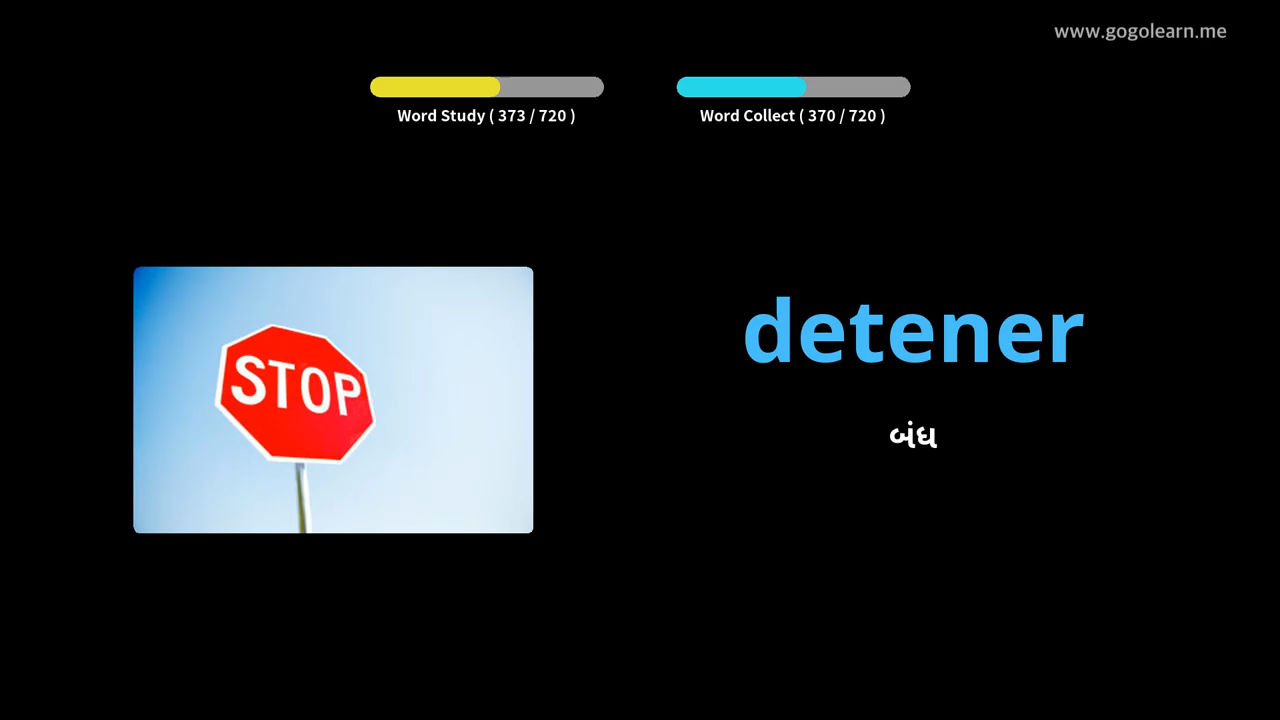 www.gogolearn.me
Word Study ( 373 / 720 )
Word Collect ( 370 / 720 )
STOP
detener
બંધ